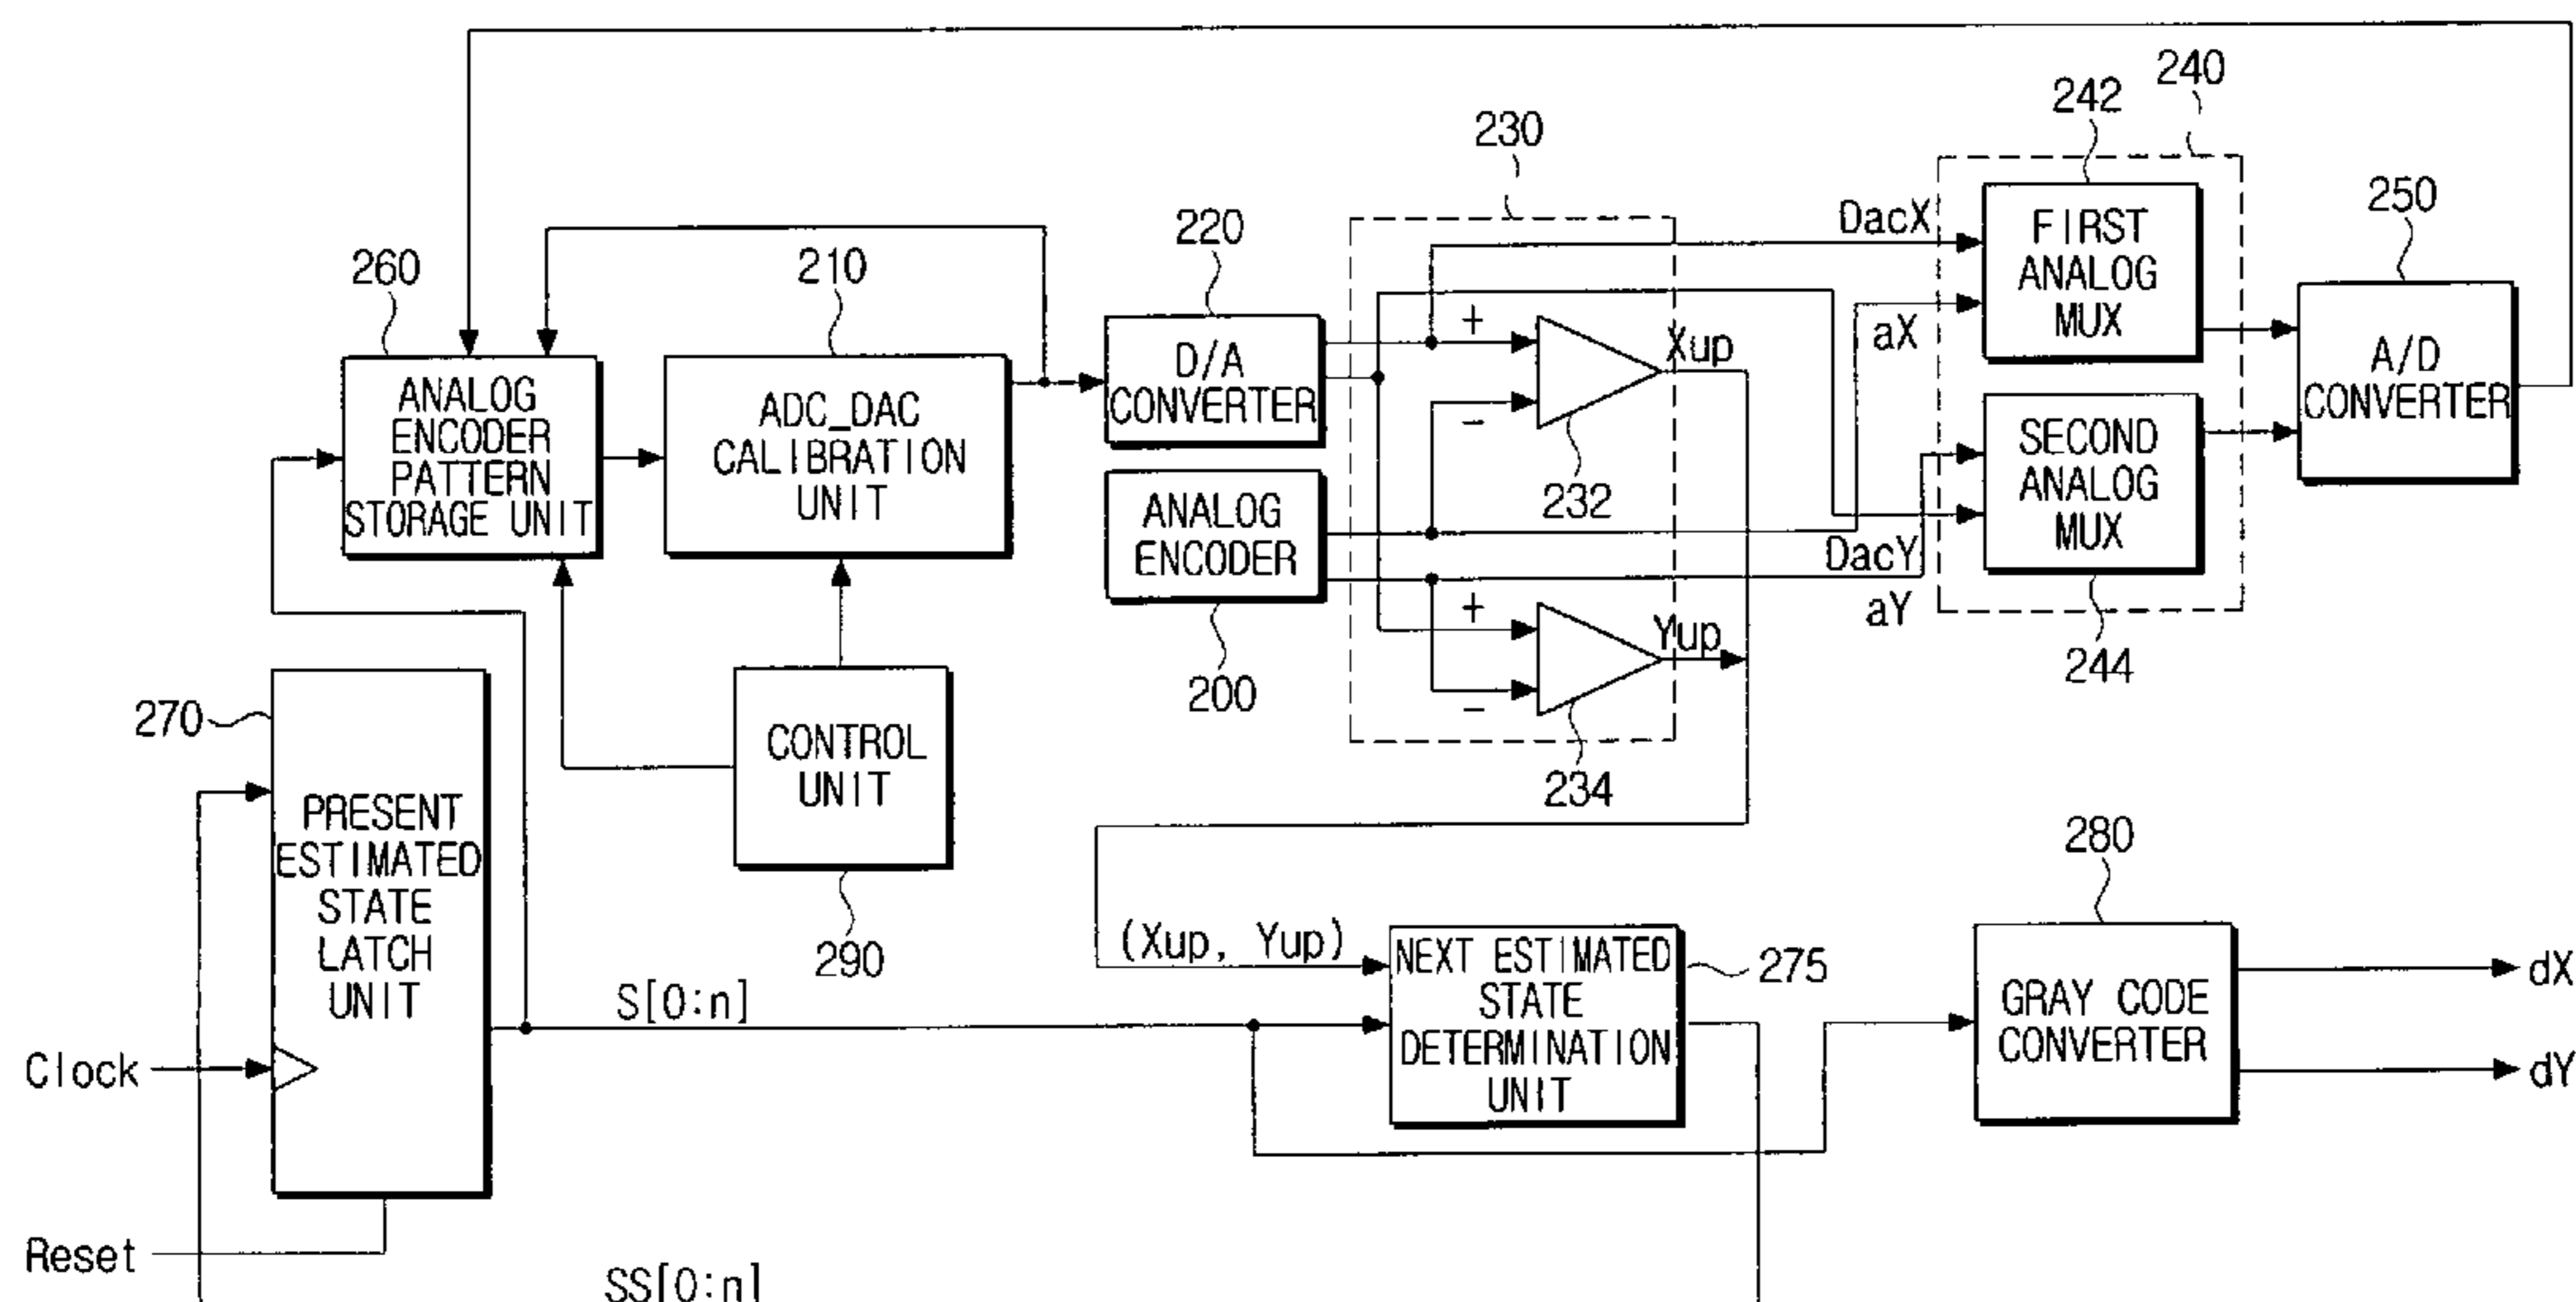 240
242
230
250
DacX
FIRST
ANALOG
MUX
260
210
220
aX
+
Xup
D/A
CONVERTER
A/D
CONVERTER
ANALOG
ENCODER
PATTERN
STORAGE UNIT
ADC_DAC
CALIBRATION
UNIT
-
232
SECOND
ANALOG
MUX
ANALOG
ENCODER
DacY
aY
+
Yup
244
200
-
234
270
CONTROL
UNIT
290
PRESENT
ESTIMATED
STATE
LATCH
UNIT
280
(Xup, Yup)
NEXT ESTIMATED
STATE
DETERMINATION
UNIT
275
GRAY CODE
CONVERTER
dX
dY
S[0:n]
Clock
Reset
SS[0:n]